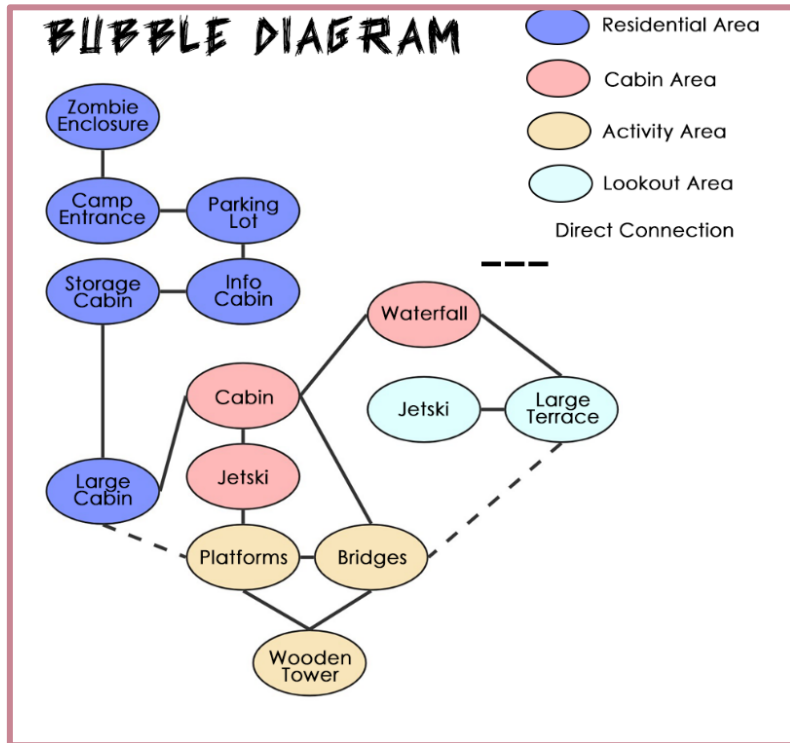 BUBBLE DIAGRAM
Residential Area
Cabin Area
Activity Area
Lookout Area
Direct Connection
Zombie
Enclosure
Camp
Entrance
Parking
Lot
Storage
Cabin
Info
Cabin
Waterfall
Cabin
Jetski
Large
Terrace
Large
Cabin
Jetski
Platforms
Bridges
Wooden
Tower